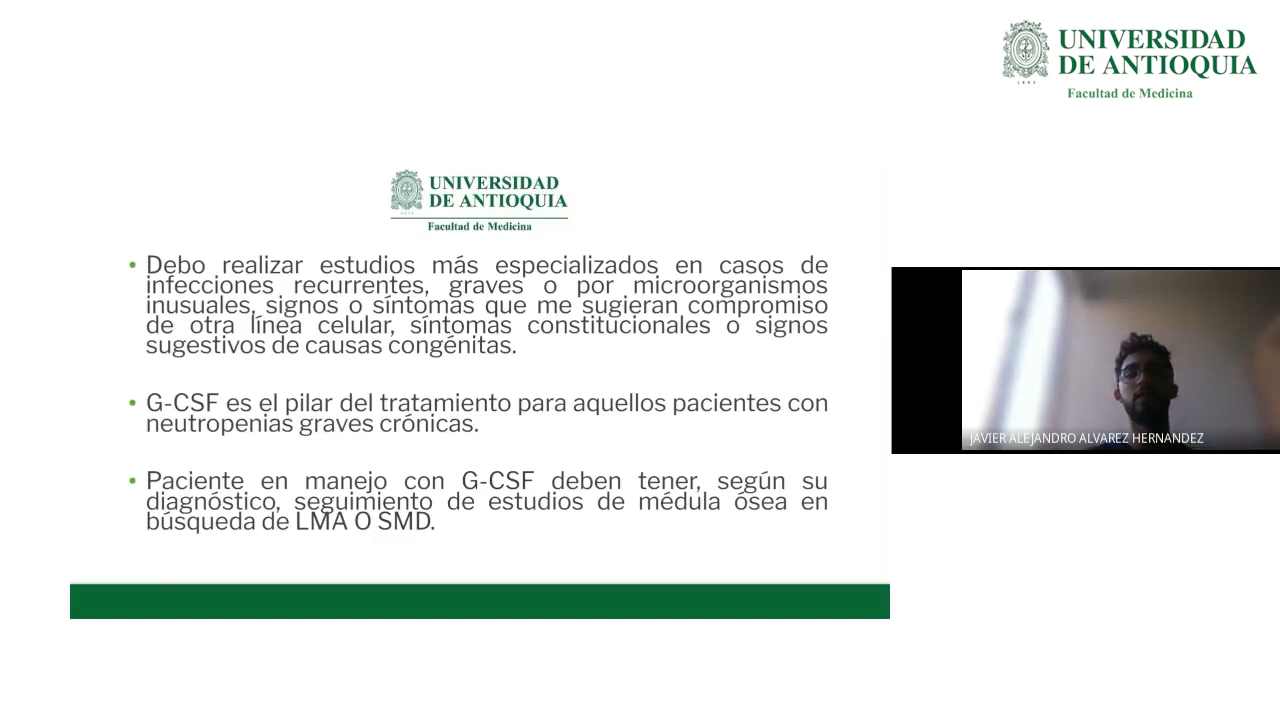 UNIVERSIDAD
DE ANTIOQUIA
1803
Facultad de Medicina
UNIVERSIDAD
DE ANTIOQUIA
Facultad de Medicina
• Debo realizar estudios más especializados en casos de
infecciones recurrentes, graves o por microorganismos
inusuales, signos o síntomas que me sugieran compromiso
de otra línea celular, síntomas constitucionales o signos
sugestivos de causas congénitas.
• G-CSF es el pilar del tratamiento para aquellos pacientes con
neutropenias graves crónicas.
• Paciente en manejo con G-CSF deben tener, según su
diagnóstico, seguimiento de estudios de médula ósea en
búsqueda de LMA O SMD.
JAVIER ALEJANDRO ALVAREZ HERNANDEZ